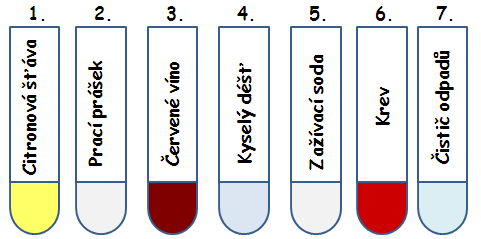 1. 2. 3. 4. 5. 6. 7.
Citronová šťáva
Prací prášek
Červené víno
Kyselý déšť
Zažívací soda
Krev
Čistič odpadů